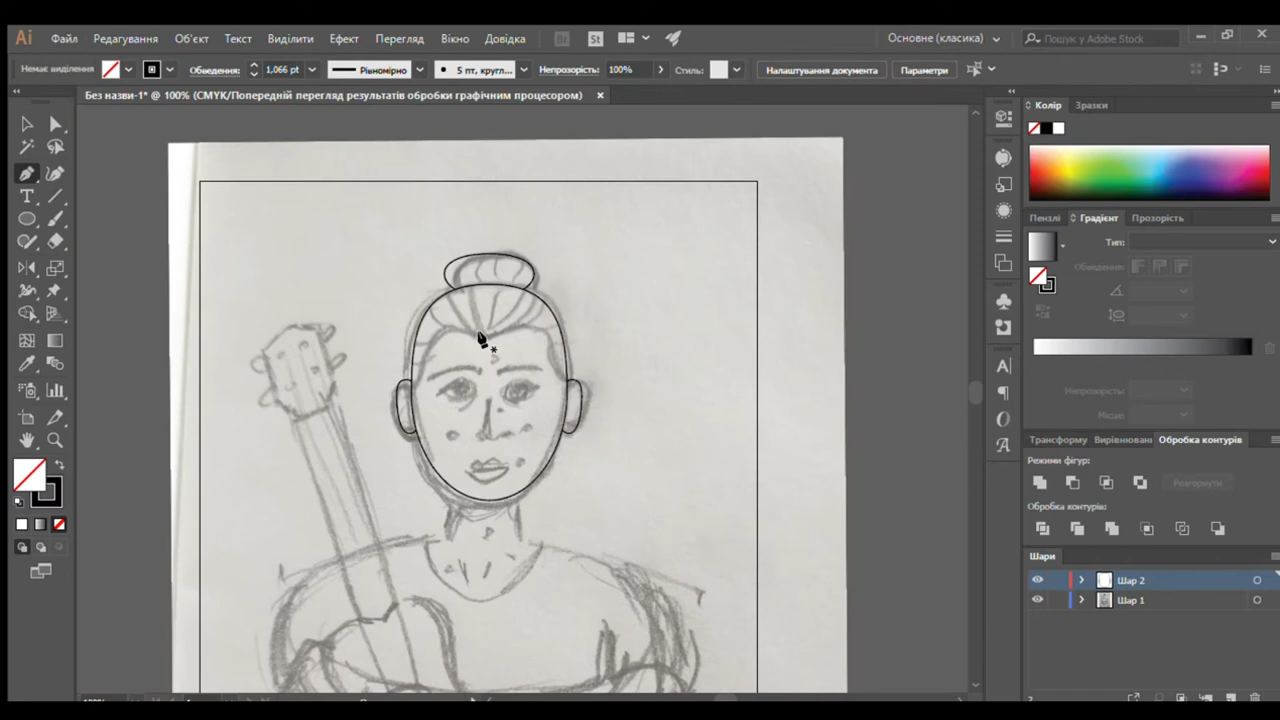 Ai Файл Редагування Об'єкт Текст Виділити Ефект Перегляд Вікно Довідка Br St Основне (класика) Пошук у Adobe Stock
Немає виділення Обведення: 1,066 pt Рівномірно 5 пт, кругл... Непрозорість: 100% Стиль: Налаштування документа Параметри
Без назви-1* @ 100% (CMYK/Попередній перегляд результатів обробки графічним процесором) ×
Колір Зразки
Пензлі Градієнт Прозорість
Тип:
Обведення:
Непрозорість:
Місце:
Трансформу Вирівнювані Обробка контурів
Режими фігур:
Розгорнути
Обробка контурів:
Шари
Шар 2
Шар 1